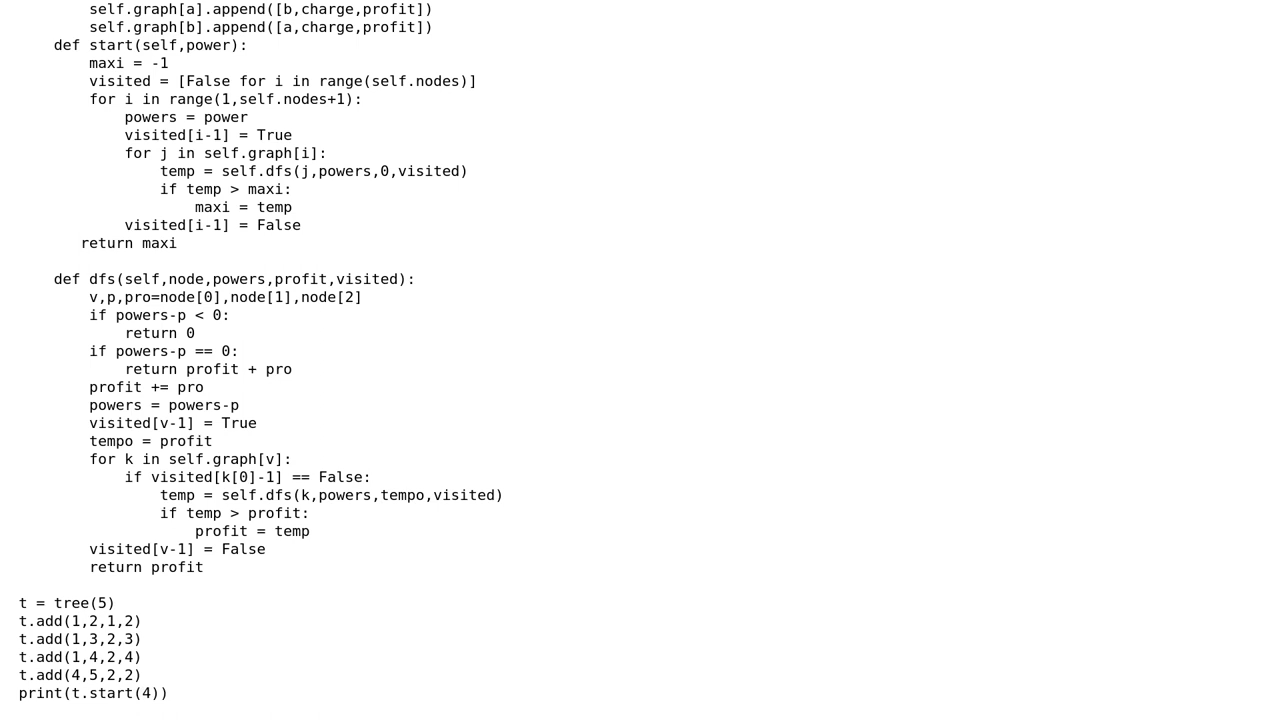 self.graph[a].append([b,charge,profit])
        self.graph[b].append([a,charge,profit])
    def start(self,power):
        maxi = -1
        visited = [False for i in range(self.nodes)]
        for i in range(1,self.nodes+1):
            powers = power
            visited[i-1] = True
            for j in self.graph[i]:
                temp = self.dfs(j,powers,0,visited)
                if temp > maxi:
                    maxi = temp
            visited[i-1] = False
       return maxi

    def dfs(self,node,powers,profit,visited):
        v,p,pro=node[0],node[1],node[2]
        if powers-p < 0:
            return 0
        if powers-p == 0:
            return profit + pro
        profit += pro
        powers = powers-p
        visited[v-1] = True
        tempo = profit
        for k in self.graph[v]:
            if visited[k[0]-1] == False:
                temp = self.dfs(k,powers,tempo,visited)
                if temp > profit:
                    profit = temp
        visited[v-1] = False
        return profit

t = tree(5)
t.add(1,2,1,2)
t.add(1,3,2,3)
t.add(1,4,2,4)
t.add(4,5,2,2)
print(t.start(4))